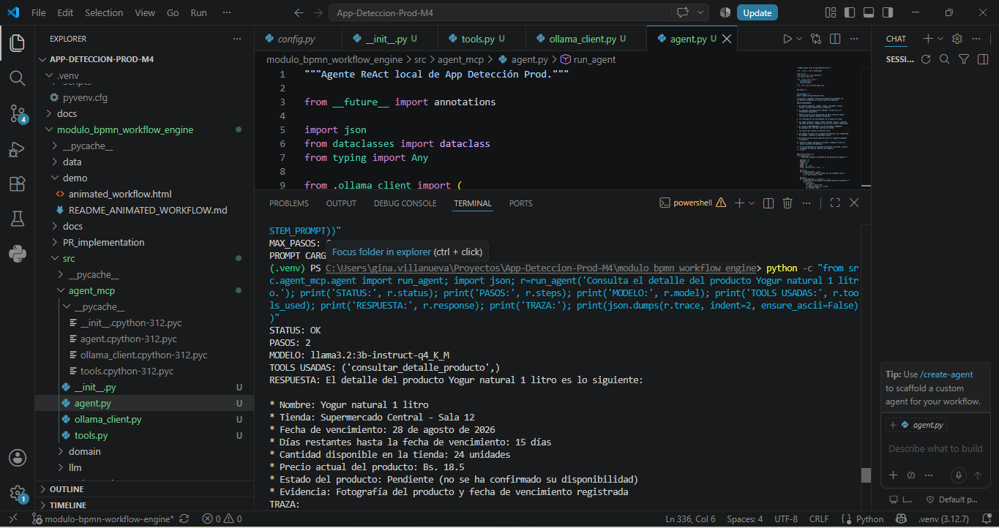 File Edit Selection View Go Run ···
App-Deteccion-Prod-M4
Update
EXPLORER
APP-DETECCION-PROD-M4
.venv
Scripts
pyvenv.cfg
docs
modulo_bpmn_workflow_engine
__pycache__
data
demo
animated_workflow.html
README_ANIMATED_WORKFLOW.md
docs
PR_implementation
src
__pycache__
agent_mcp
__pycache__
__init__.cpython-312.pyc
agent.cpython-312.pyc
ollama_client.cpython-312.pyc
tools.cpython-312.pyc
__init__.py U
agent.py U
ollama_client.py U
tools.py U
domain
llm
OUTLINE
TIMELINE
4
1
config.py
__init__.py U
tools.py U
ollama_client.py U
agent.py U
modulo_bpmn_workflow_engine > src > agent_mcp > agent.py > run_agent
1 """Agente ReAct local de App Detección Prod."""
2
3 from __future__ import annotations
4
5 import json
6 from dataclasses import dataclass
7 from typing import Any
8
9 from .ollama_client import (
PROBLEMS OUTPUT DEBUG CONSOLE TERMINAL PORTS
powershell
STEM_PROMPT))"
MAX_PASOS:
PROMPT CARG
Focus folder in explorer (ctrl + click)
(.venv) PS C:\Users\gina.villanueva\Proyectos\App-Deteccion-Prod-M4\modulo_bpmn_workflow_engine> python -c "from sr
c.agent_mcp.agent import run_agent; import json; r=run_agent('Consulta el detalle del producto Yogur natural 1 litr
o.'); print('STATUS:', r.status); print('PASOS:', r.steps); print('MODELO:', r.model); print('TOOLS USADAS:', r.too
ls_used); print('RESPUESTA:', r.response); print('TRAZA:'); print(json.dumps(r.trace, indent=2, ensure_ascii=False)
)"
STATUS: OK
PASOS: 2
MODELO: llama3.2:3b-instruct-q4_K_M
TOOLS USADAS: ('consultar_detalle_producto',)
RESPUESTA: El detalle del producto Yogur natural 1 litro es lo siguiente:
* Nombre: Yogur natural 1 litro
* Tienda: Supermercado Central - Sala 12
* Fecha de vencimiento: 28 de agosto de 2026
* Días restantes hasta la fecha de vencimiento: 15 días
* Cantidad disponible en la tienda: 24 unidades
* Precio actual del producto: Bs. 18.5
* Estado del producto: Pendiente (no se ha confirmado su disponibilidad)
* Evidencia: Fotografía del producto y fecha de vencimiento registrada
TRAZA:
CHAT
SESSI...
Tip: Use /create-agent
to scaffold a custom
agent for your workflow.
agent.py
Describe what to build
L...
Default p...
modulo-bpmn-workflow-engine* 0 0
Ln 336, Col 6 Spaces: 4 UTF-8 CRLF Python .venv (3.12.7)